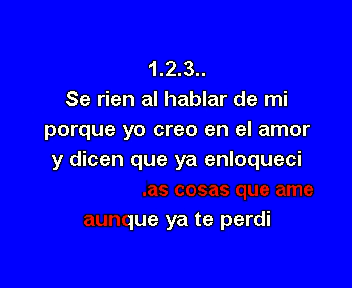 1.2.3..
Se rien al hablar de mi
porque yo creo en el amor
y dicen que ya enloqueci
.as cosas que ame
aunque ya te perdi